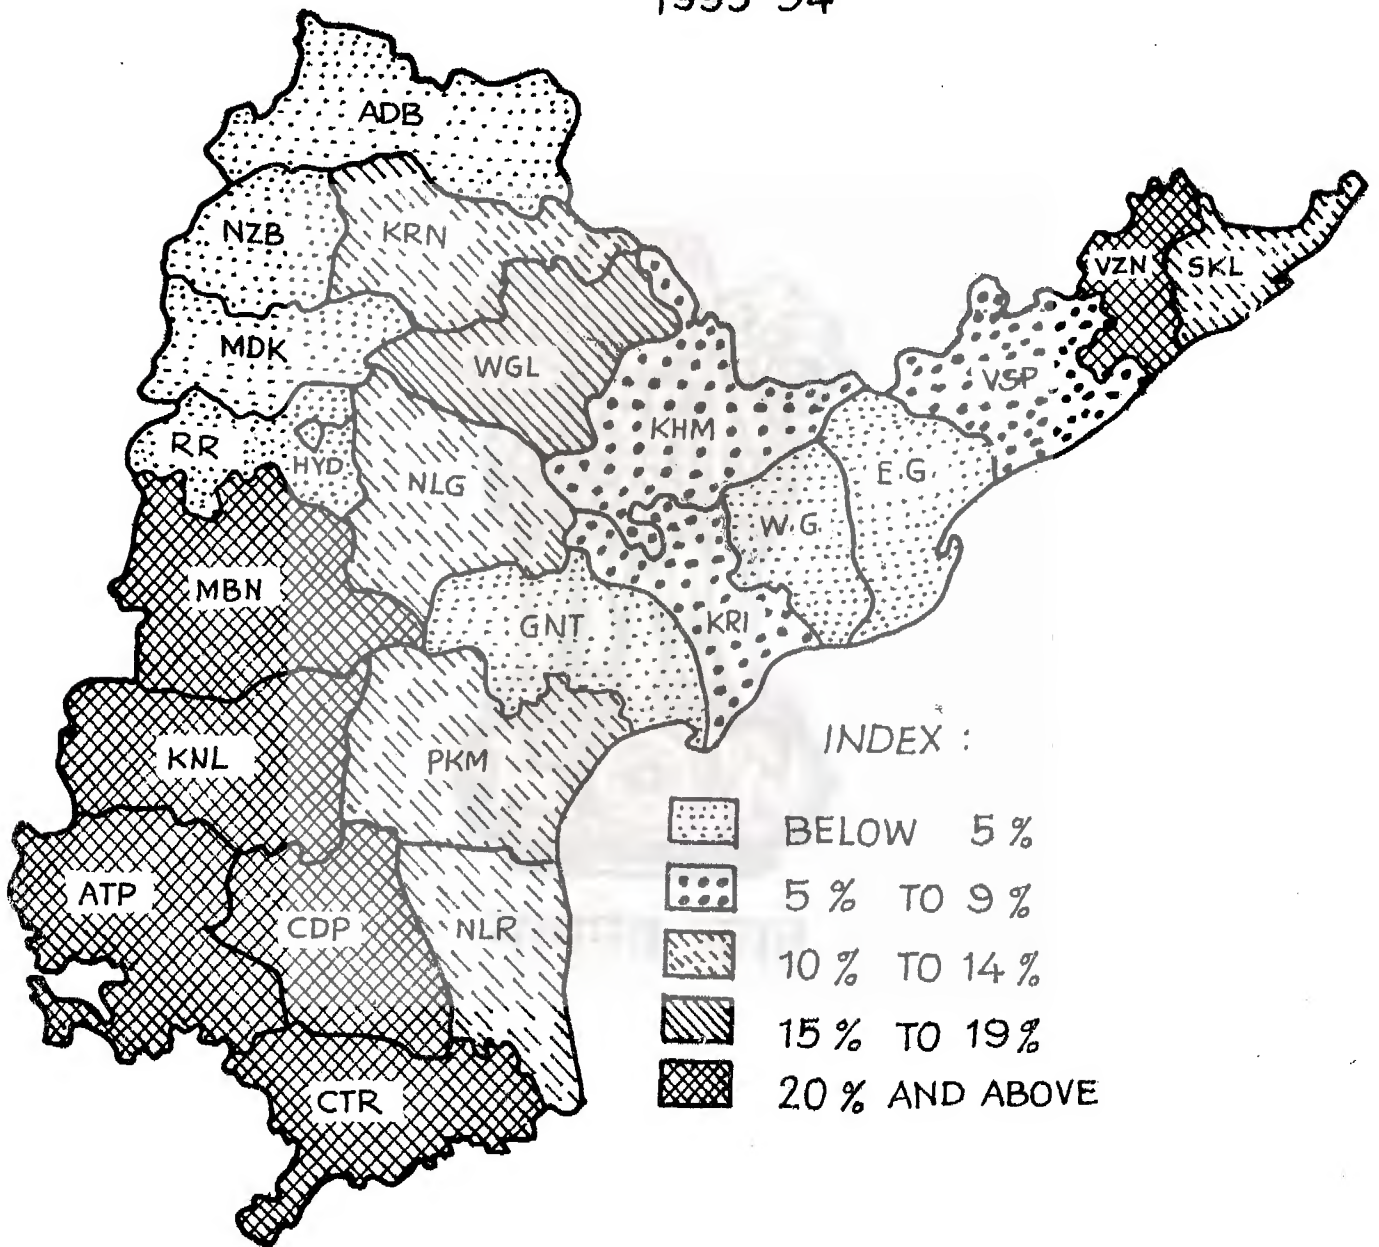 1993-94
ADB
NZB
KRN
VZN
SKL
MDK
WGL
VSP
KHM
RR
HYD
NLG
E.G.
W.G.
MBN
GNT
KRI
KNL
PKM
INDEX :
BELOW 5 %
ATP
CDP
NLR
5 % TO 9 %
10 % TO 14 %
15 % TO 19 %
20 % AND ABOVE
CTR